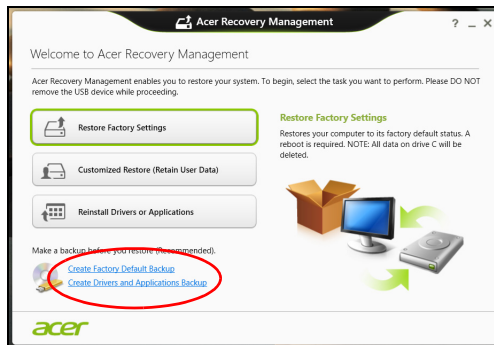 Acer Recovery Management
Welcome to Acer Recovery Management
Acer Recovery Management enables you to restore your system. To begin, select the task you want to perform. Please DO NOT
remove the USB device while proceeding.
Restore Factory Settings
Customized Restore (Retain User Data)
Reinstall Drivers or Applications
Restore Factory Settings
Restores your computer to its factory default status. A
reboot is required. NOTE: All data on drive C will be
deleted.
Make a backup before you restore (Recommended).
Create Factory Default Backup
Create Drivers and Applications Backup
acer